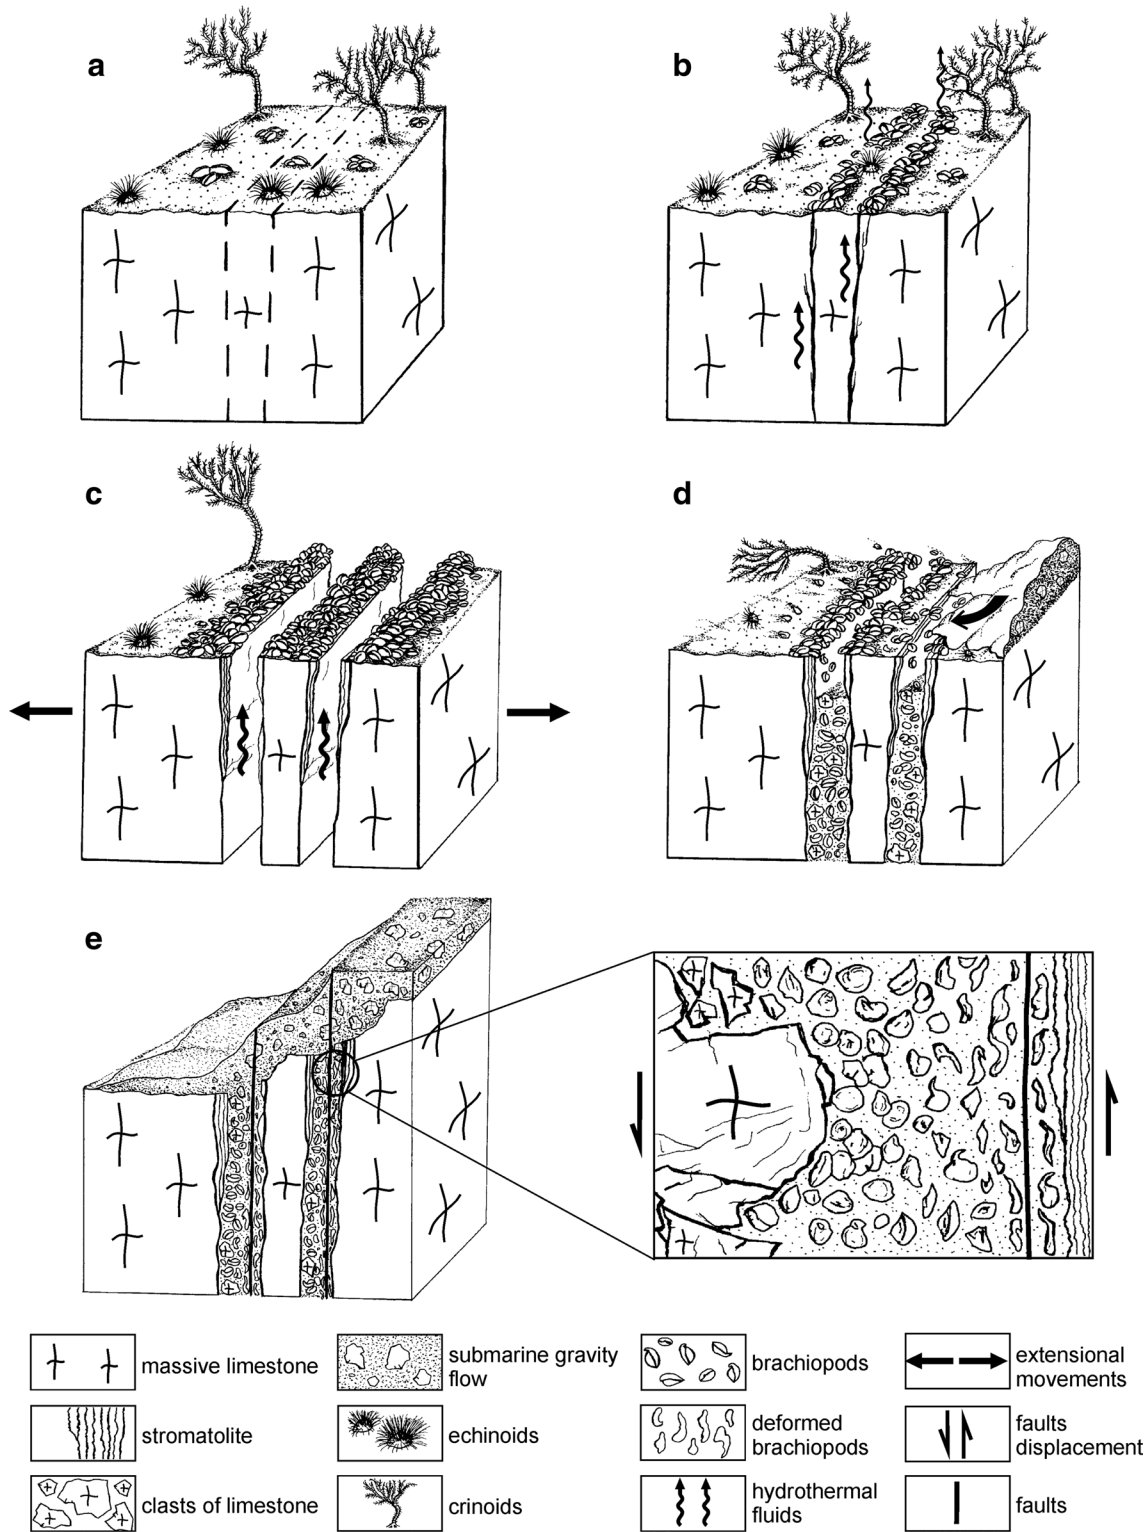 a
b
c
d
e
massive limestone
submarine gravity
flow
brachiopods
extensional
movements
stromatolite
echinoids
deformed
brachiopods
faults
displacement
clasts of limestone
crinoids
hydrothermal
fluids
faults